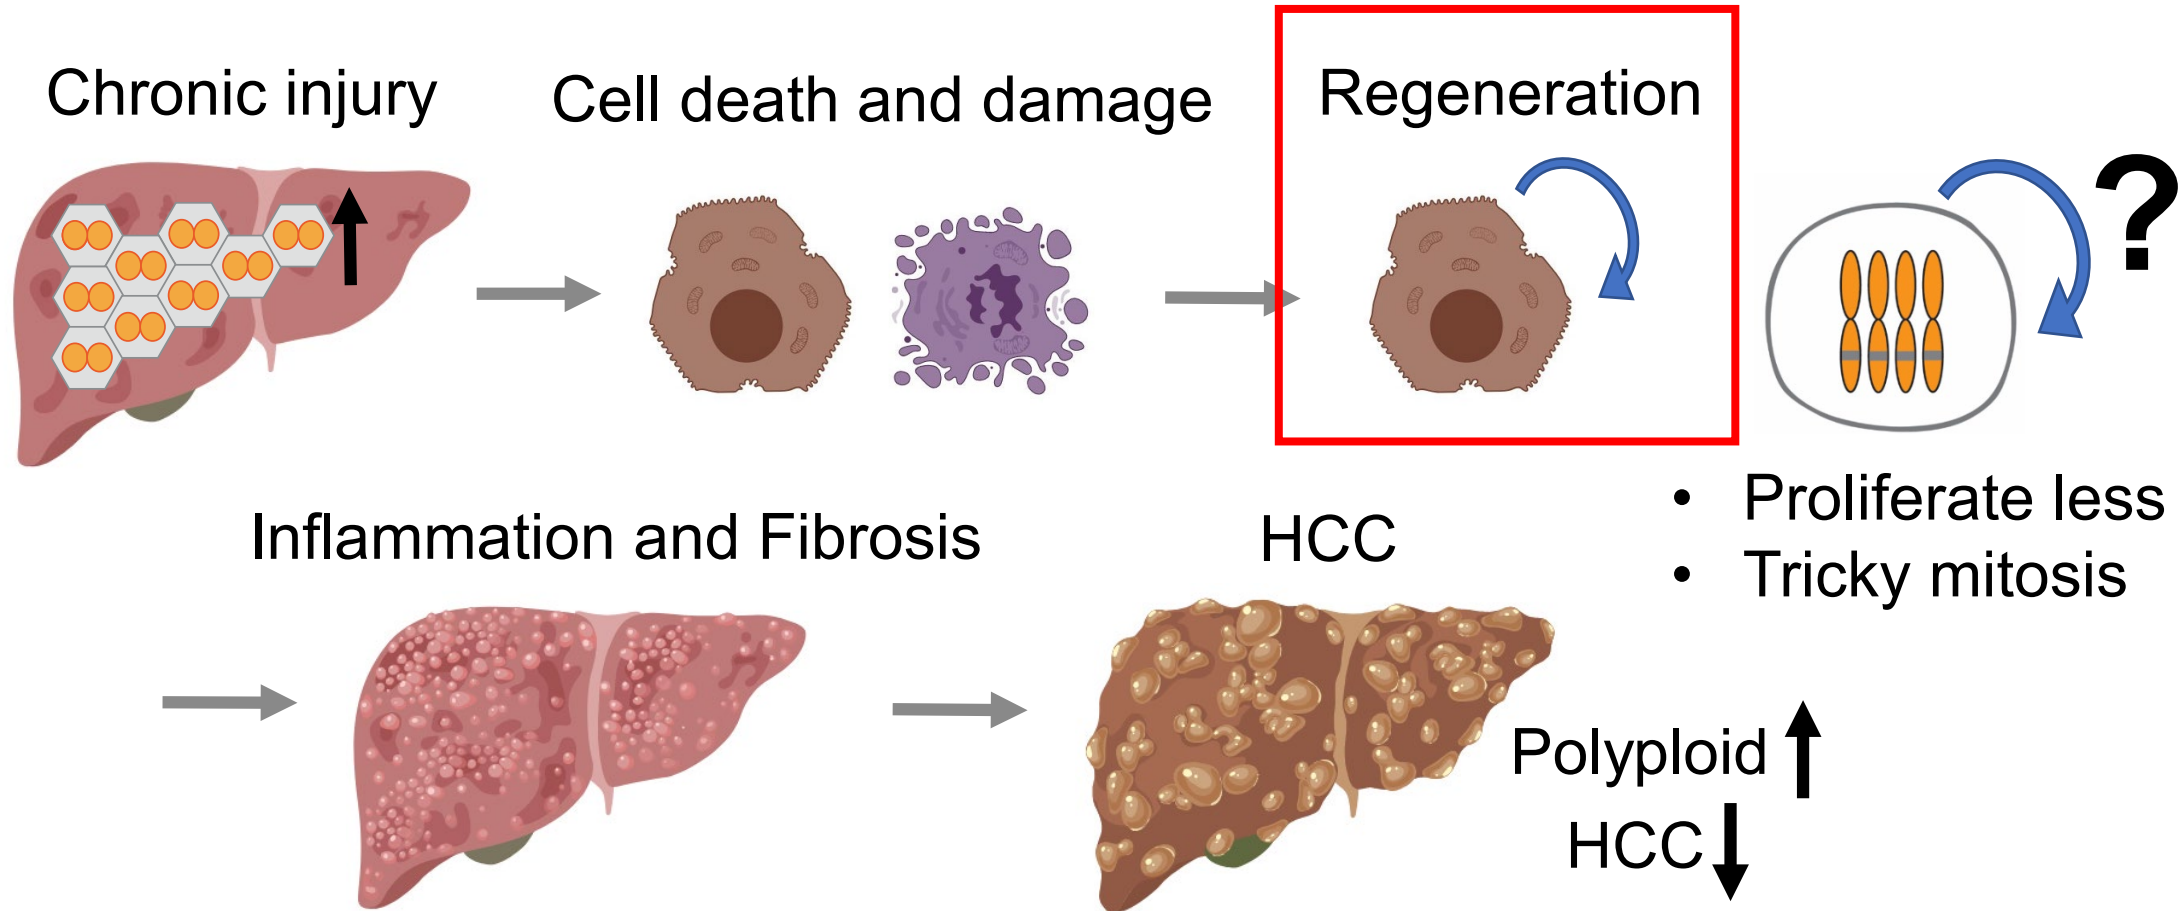 Chronic injury
Cell death and damage
Regeneration
?
• Proliferate less
• Tricky mitosis
Inflammation and Fibrosis
HCC
Polyploid
HCC